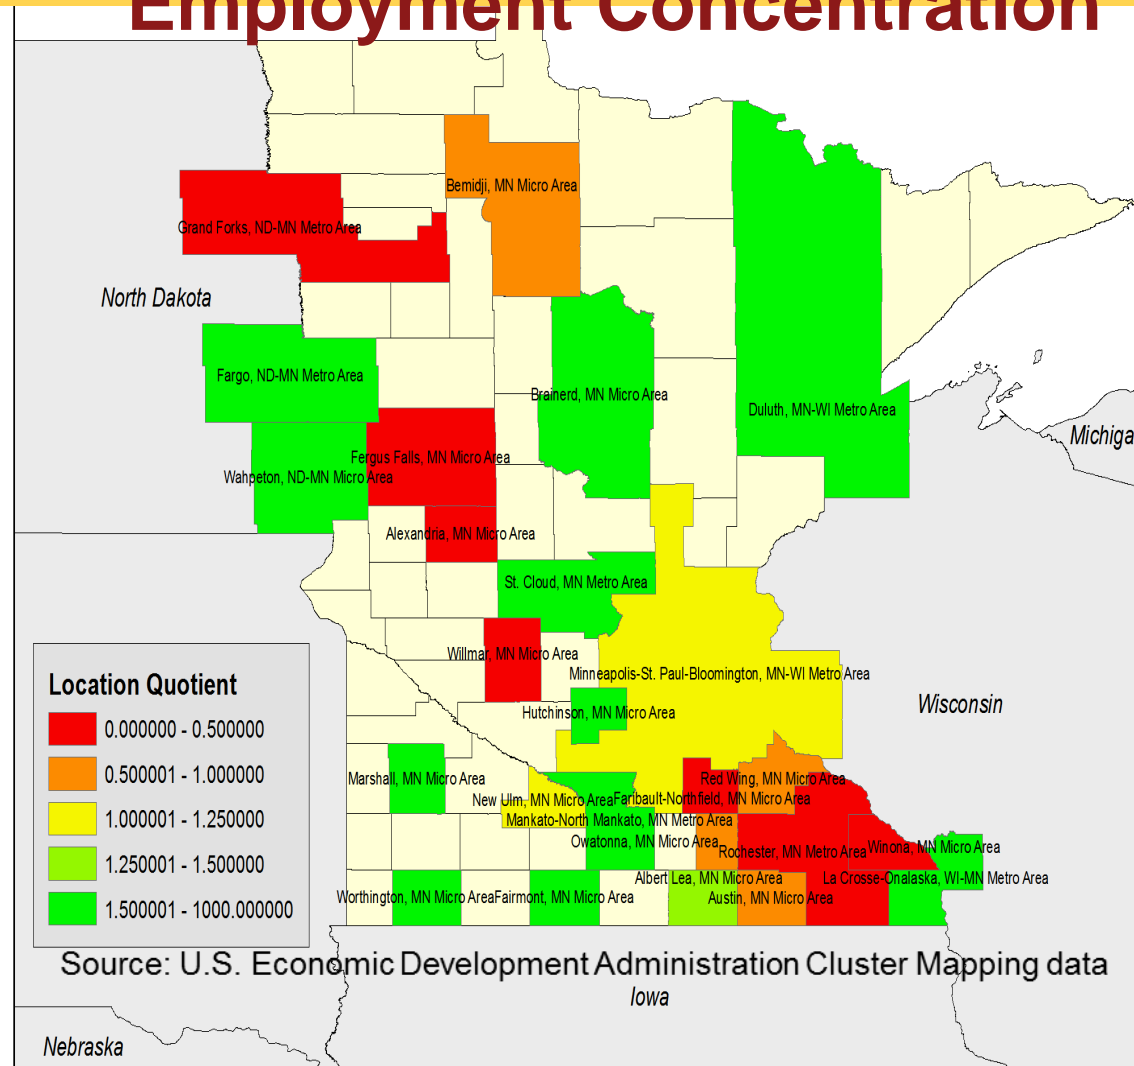 Employment Concentration
Bemidji, MN Micro Area
Grand Forks, ND-MN Metro Area
North Dakota
Fargo, ND-MN Metro Area
Brainerd, MN Micro Area
Duluth, MN-WI Metro Area
Michiga
Fergus Falls, MN Micro Area
Wahpeton, ND-MN Micro Area
Alexandria, MN Micro Area
St. Cloud, MN Metro Area
Willmar, MN Micro Area
Minneapolis-St. Paul-Bloomington, MN-WI Metro Area
Wisconsin
Hutchinson, MN Micro Area
Marshall, MN Micro Area
Red Wing, MN Micro Area
New Ulm, MN Micro Area
Faribault-Northfield, MN Micro Area
Mankato-North Mankato, MN Metro Area
Owatonna, MN Micro Area
Rochester, MN Metro Area
Winona, MN Micro Area
Albert Lea, MN Micro Area
La Crosse-Onalaska, WI-MN Metro Area
Worthington, MN Micro Area
Fairmont, MN Micro Area
Austin, MN Micro Area
Location Quotient
0.000000 - 0.500000
0.500001 - 1.000000
1.000001 - 1.250000
1.250001 - 1.500000
1.500001 - 1000.000000
Source: U.S. Economic Development Administration Cluster Mapping data
Iowa
Nebraska